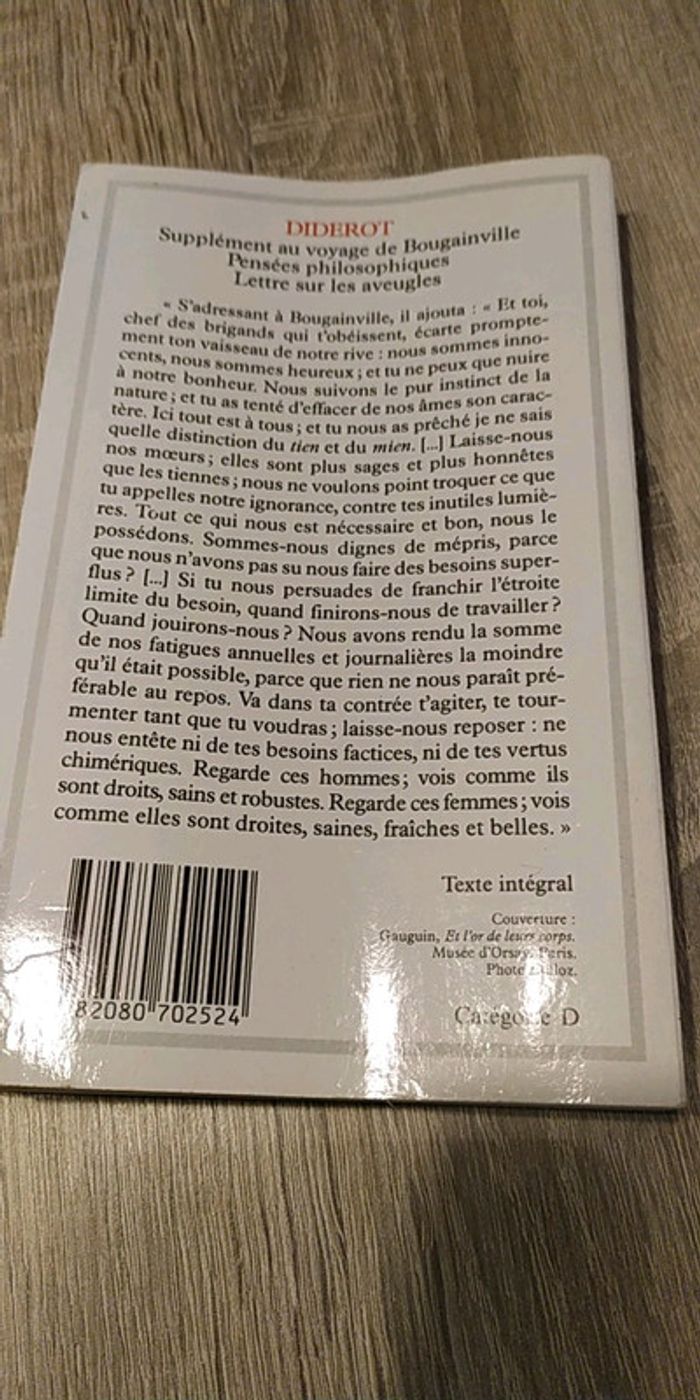 DIDEROT
Supplément au voyage de Bougainville
Pensées philosophiques
Lettre sur les aveugles
« S'adressant à Bougainville, il ajouta : « Et toi,
chef des brigands qui t'obéissent, écarte prompte-
ment ton vaisseau de notre rive : nous sommes inno-
cents, nous sommes heureux ; et tu ne peux que nuire
à notre bonheur. Nous suivons le pur instinct de la
nature ; et tu as tenté d'effacer de nos âmes son carac-
tère. Ici tout est à tous ; et tu nous as prêché je ne sais
quelle distinction du tien et du mien. [...] Laisse-nous
nos mœurs ; elles sont plus sages et plus honnêtes
que les tiennes ; nous ne voulons point troquer ce que
tu appelles notre ignorance, contre tes inutiles lumiè-
res. Tout ce qui nous est nécessaire et bon, nous le
possédons. Sommes-nous dignes de mépris, parce
que nous n'avons pas su nous faire des besoins super-
flus ? [...] Si tu nous persuades de franchir l'étroite
limite du besoin, quand finirons-nous de travailler ?
Quand jouirons-nous ? Nous avons rendu la somme
de nos fatigues annuelles et journalières la moindre
qu'il était possible, parce que rien ne nous paraît pré-
férable au repos. Va dans ta contrée t'agiter, te tour-
menter tant que tu voudras ; laisse-nous reposer : ne
nous entête ni de tes besoins factices, ni de tes vertus
chimériques. Regarde ces hommes ; vois comme ils
sont droits, sains et robustes. Regarde ces femmes ; vois
comme elles sont droites, saines, fraîches et belles. »
Texte intégral
Couverture :
Gauguin, Et l'or de leurs corps.
Musée d'Orsay, Paris.
Photo
82080 702524
Catégorie D